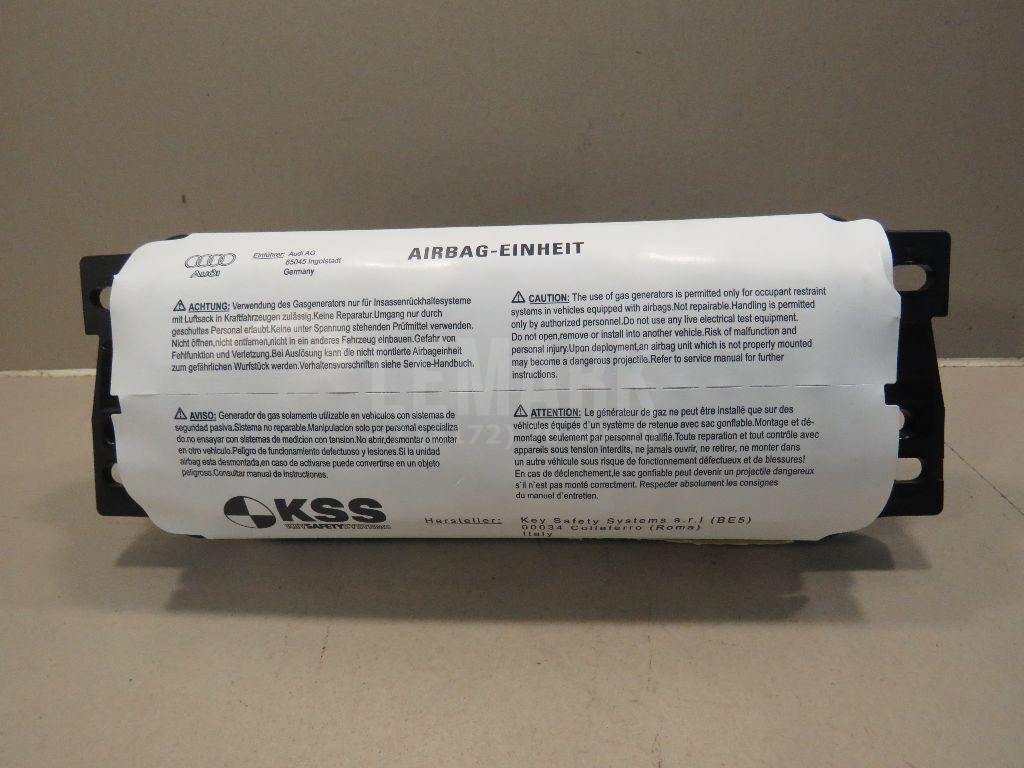 AIRBAG-EINHEIT
Audi
Einführer: Audi AG
85045 Ingolstadt
Germany
ACHTUNG: Verwendung des Gasgenerators nur für Insassenrückhaltesysteme
mit Luftsack in Kraftfahrzeugen zulässig.Keine Reparatur.Umgang nur durch
geschultes Personal erlaubt.Keine unter Spannung stehenden Prüfmittel verwenden.
Nicht öffnen,nicht entfernen,nicht in ein anderes Fahrzeug einbauen.Gefahr von
Fehlfunktion und Verletzung.Bei Auslösung kann die nicht montierte Airbageinheit
zum gefährlichen Wurfstück werden.Verhaltensvorschriften siehe Service-Handbuch.
CAUTION: The use of gas generators is permitted only for occupant restraint
systems in vehicles equipped with airbags.Not repairable.Handling is permitted
only by authorized personnel.Do not use any live electrical test equipment.
Do not open,remove or install into another vehicle.Risk of malfunction and
personal injury.Upon deployment,an airbag unit which is not properly mounted
may become a dangerous projectile.Refer to service manual for further
instructions.
AVISO: Generador de gas solamente utilizable en vehiculos con sistemas de
seguridad pasiva.Sistema no reparable.Manipulacion solo por personal especializa
do.no ensayar con sistemas de medicion con tension.No abrir,desmontar o montar
en otro vehiculo.Peligro de funcionamiento defectuoso y lesiones.Si la unidad
airbag esta desmontada,en caso de activarse puede convertirse en un objeto
peligroso.Consultar manual de instrucciones.
ATTENTION: Le générateur de gaz ne peut être installé que sur des
véhicules équipés d'un système de retenue avec sac gonflable.Montage et dé-
montage seulement par personnel qualifié.Toute reparation et tout contrôle avec
appareils sous tension interdits, ne jamais ouvrir, ne retirer, ne monter dans
un autre véhicule sous risque de fonctionnement défectueux et de blessures!
En cas de déclenchement,le sac gonflable peut devenir un projectile dangereux
s'il n'est pas monté correctment. Respecter absolument les consignes
du manuel d'entretien.
KSS
KEYSAFETYSYSTEMS
Hersteller: Key Safety Systems s.r.l (BE5)
00034 Colleferro (Roma)
Italy
LEMARK